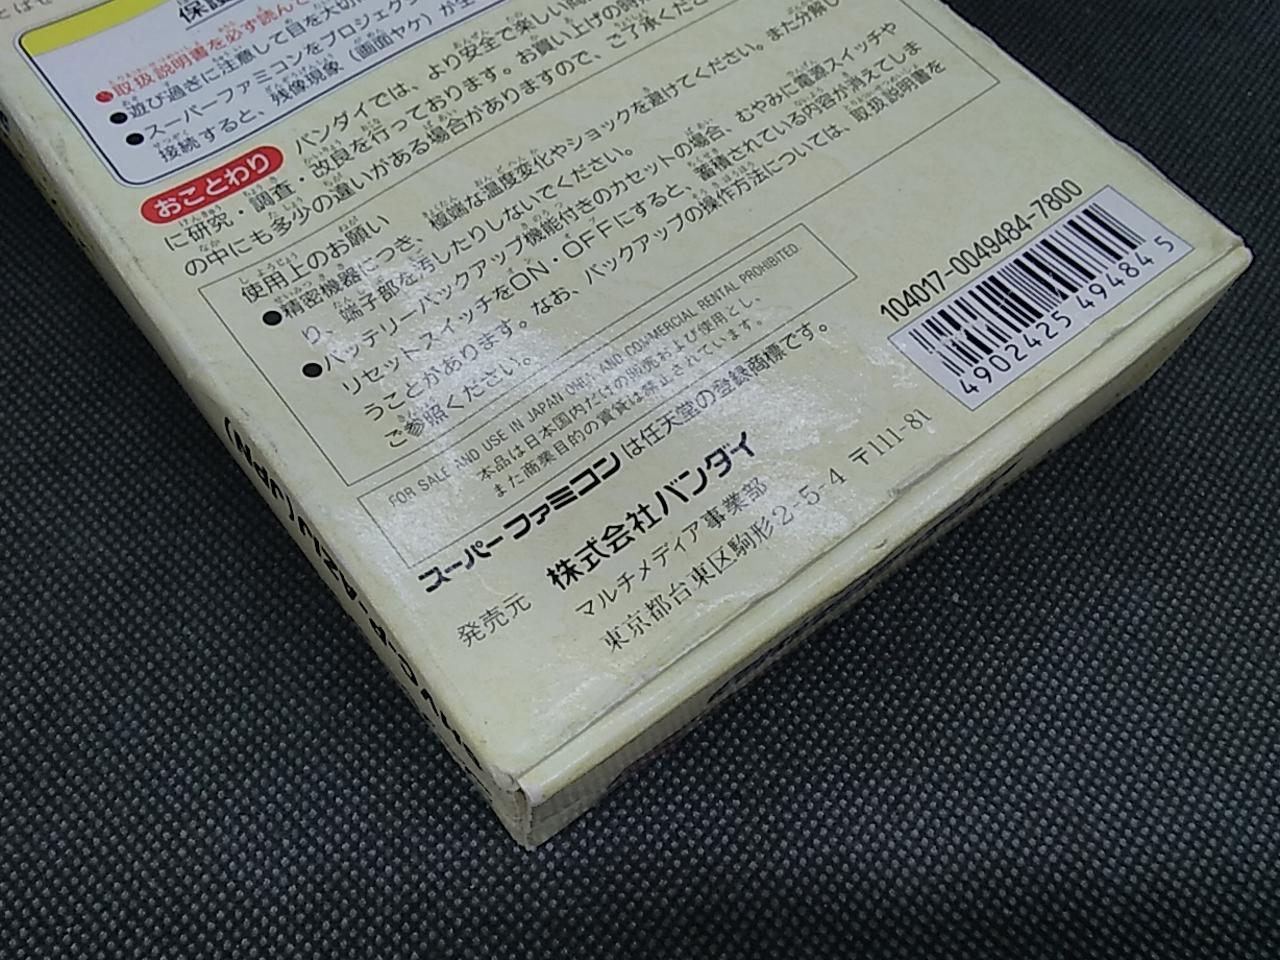 ●取扱説明書を必ず読んで
●遊び過ぎに注意して目を大切
●スーパーファミコンをプロジェク
接続すると、残像現象(画面ヤケ)が
おことわり
バンダイでは、より安全で楽しい
に研究・調査・改良を行っております。お買い上げの時
の中にも多少の違いがある場合がありますので、ご了承くださ
使用上のお願い
●精密機器につき、極端な温度変化やショックを避けてください。また分解し
り、端子部を汚したりしないでください。
●バッテリーバックアップ機能付きのカセットの場合、むやみに電源スイッチや
リセットスイッチをON・OFFにすると、蓄積されている内容が消えてしま
うことがあります。なお、バックアップの操作方法については、取扱説明書を
ご参照ください。
FOR SALE AND USE IN JAPAN ONLY AND COMMERCIAL RENTAL PROHIBITED.
本品は日本国内だけの販売および使用とし、
また商業目的の賃貸は禁止されています。
スーパーファミコンは任天堂の登録商標です。
発売元 株式会社バンダイ
マルチメディア事業部
東京都台東区駒形2-5-4 〒111-81
104017-0049484-7800
4902425494845